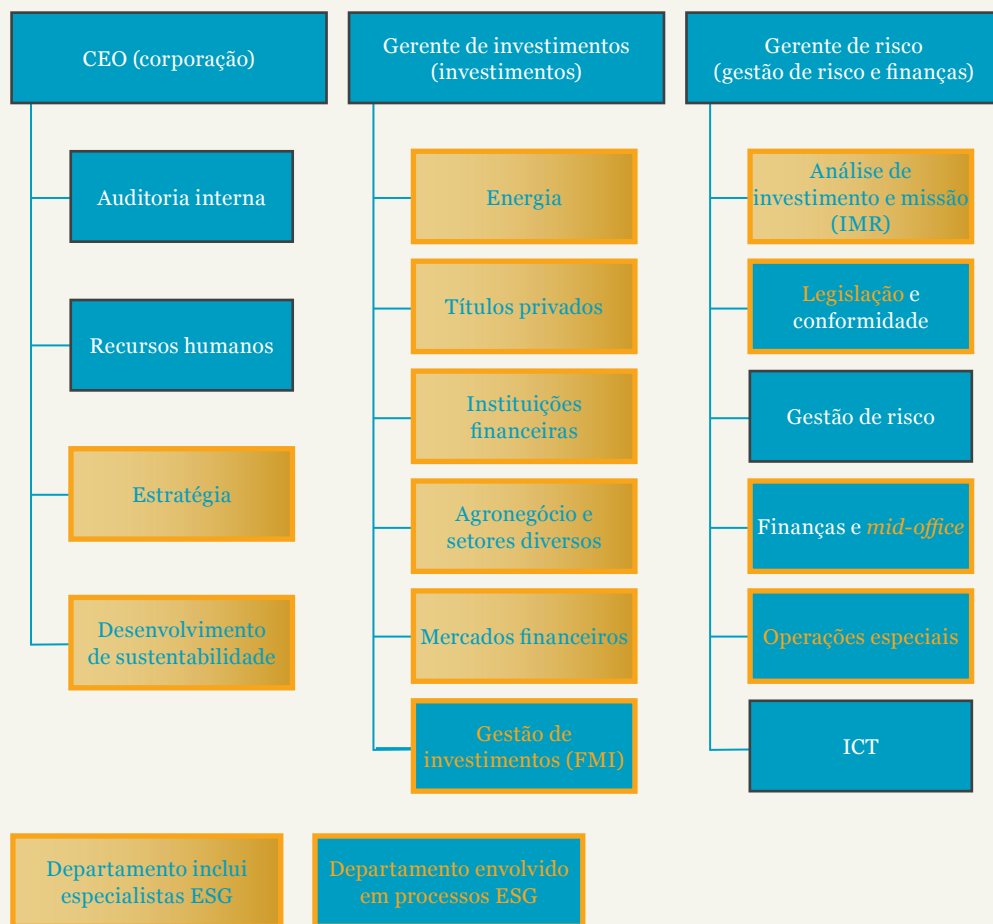 CEO (corporação)
Auditoria interna
Recursos humanos
Estratégia
Desenvolvimento
de sustentabilidade
Gerente de investimentos
(investimentos)
Energia
Títulos privados
Instituições
financeiras
Agronegócio e
setores diversos
Mercados financeiros
Gestão de
investimentos (FMI)
Gerente de risco
(gestão de risco e finanças)
Análise de
investimento e missão
(IMR)
Legislação e
conformidade
Gestão de risco
Finanças e mid-office
Operações especiais
ICT
Departamento inclui
especialistas ESG
Departamento envolvido
em processos ESG